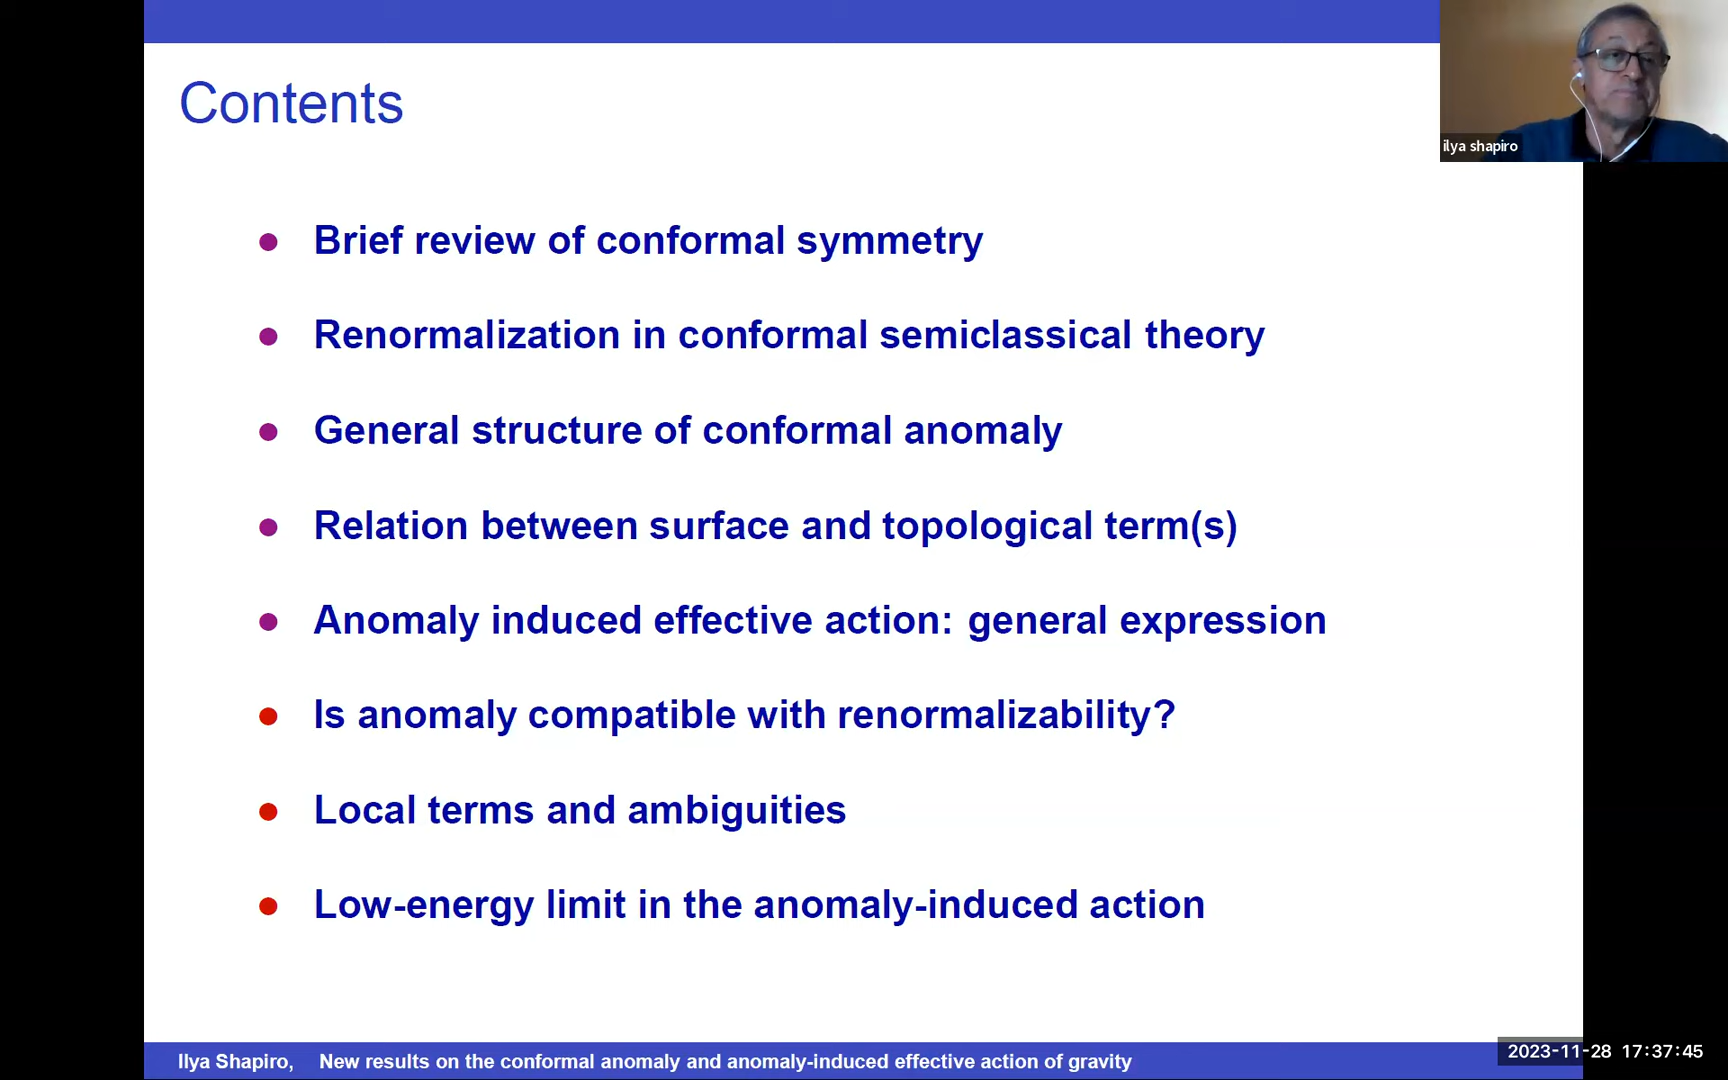 Contents
ilya shapiro
● Brief review of conformal symmetry
● Renormalization in conformal semiclassical theory
● General structure of conformal anomaly
● Relation between surface and topological term(s)
● Anomaly induced effective action: general expression
● Is anomaly compatible with renormalizability?
● Local terms and ambiguities
● Low-energy limit in the anomaly-induced action
Ilya Shapiro, New results on the conformal anomaly and anomaly-induced effective action of gravity
2023-11-28 17:37:45